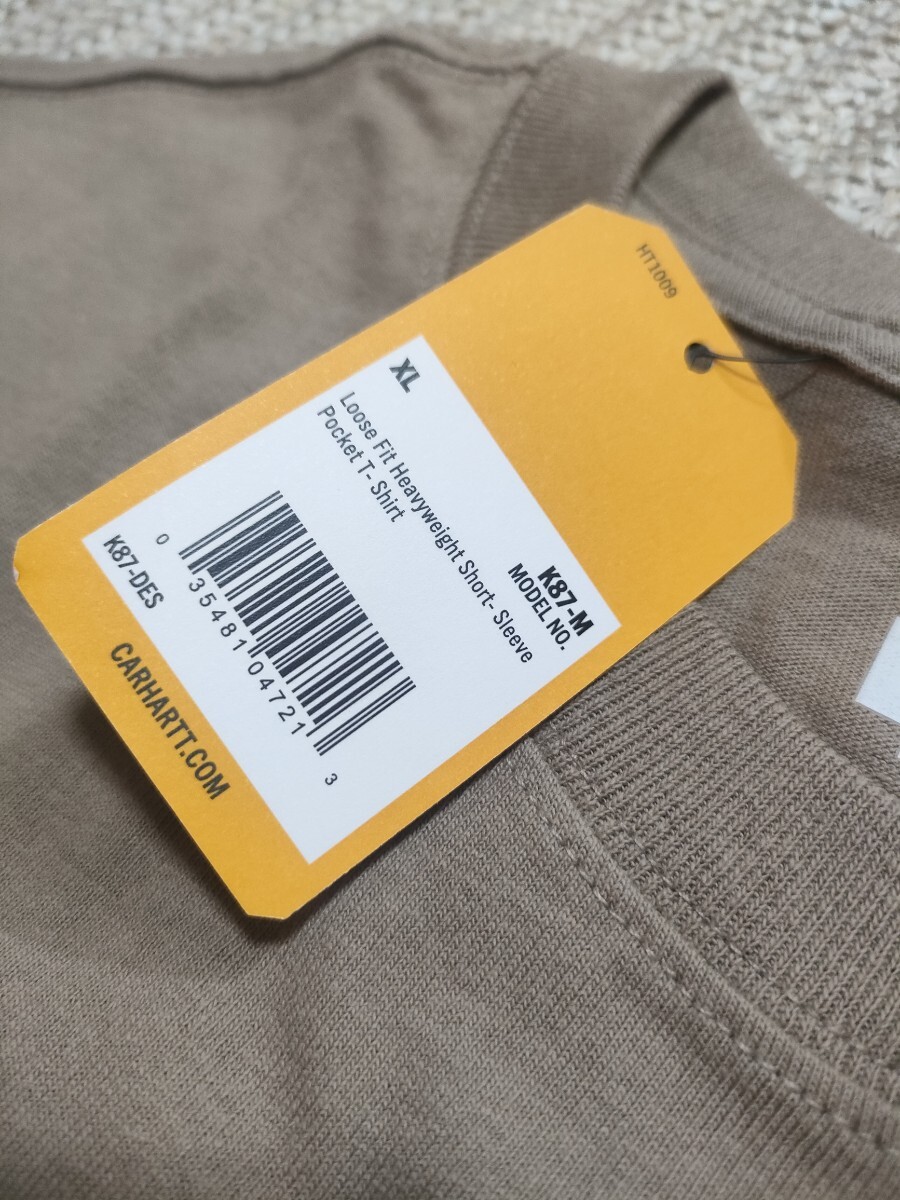 HT1009
XL
K87-M
MODEL NO.
Loose Fit Heavyweight Short- Sleeve
Pocket T- Shirt
0 35481 04721 3
K87-DES
CARHARTT.COM